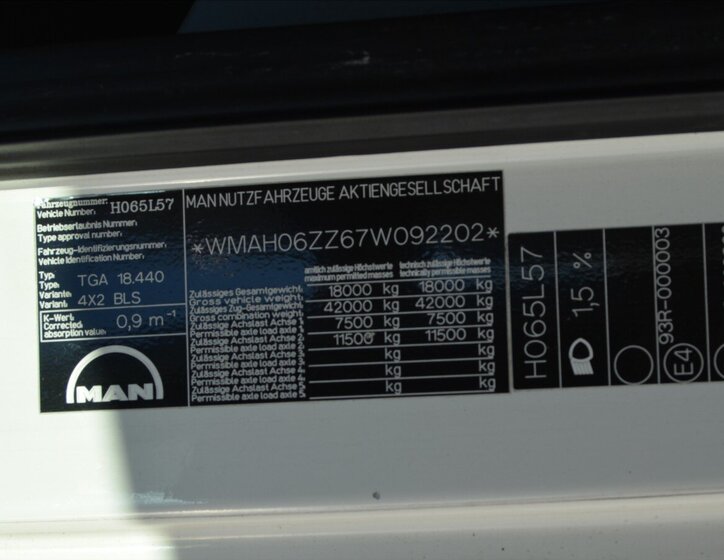 Fahrzeugnummer:
Vehicle Number: H065L57
Betriebserlaubnis Nummer:
Type approval number:
Fahrzeug-Identifizierungsnummer:
Vehicle Identification Number:
Typ:
Type: TGA 18.440
Variante:
Variant: 4X2 BLS
K-Wert:
Corrected
absorption value: 0,9 m⁻¹
MAN
MAN NUTZFAHRZEUGE AKTIENGESELLSCHAFT
*WMAH06ZZ67W092202*
amtlich zulässige Höchstwerte technisch zulässige Höchstwerte
maximum permitted masses technically permissible masses
Zulässiges Gesamtgewicht: 18000 kg 18000 kg
Gross vehicle weight:
Zulässiges Zug-Gesamtgewicht: 42000 kg 42000 kg
Gross combination weight:
Zulässige Achslast Achse 1: 7500 kg 7500 kg
Permissible axle load axle 1:
Zulässige Achslast Achse 2: 11500 kg 11500 kg
Permissible axle load axle 2:
Zulässige Achslast Achse 3: kg kg
Permissible axle load axle 3:
Zulässige Achslast Achse 4: kg kg
Permissible axle load axle 4:
Zulässige Achslast Achse 5: kg kg
Permissible axle load axle 5:
H065L57
1,5 %
93R-000003
E4